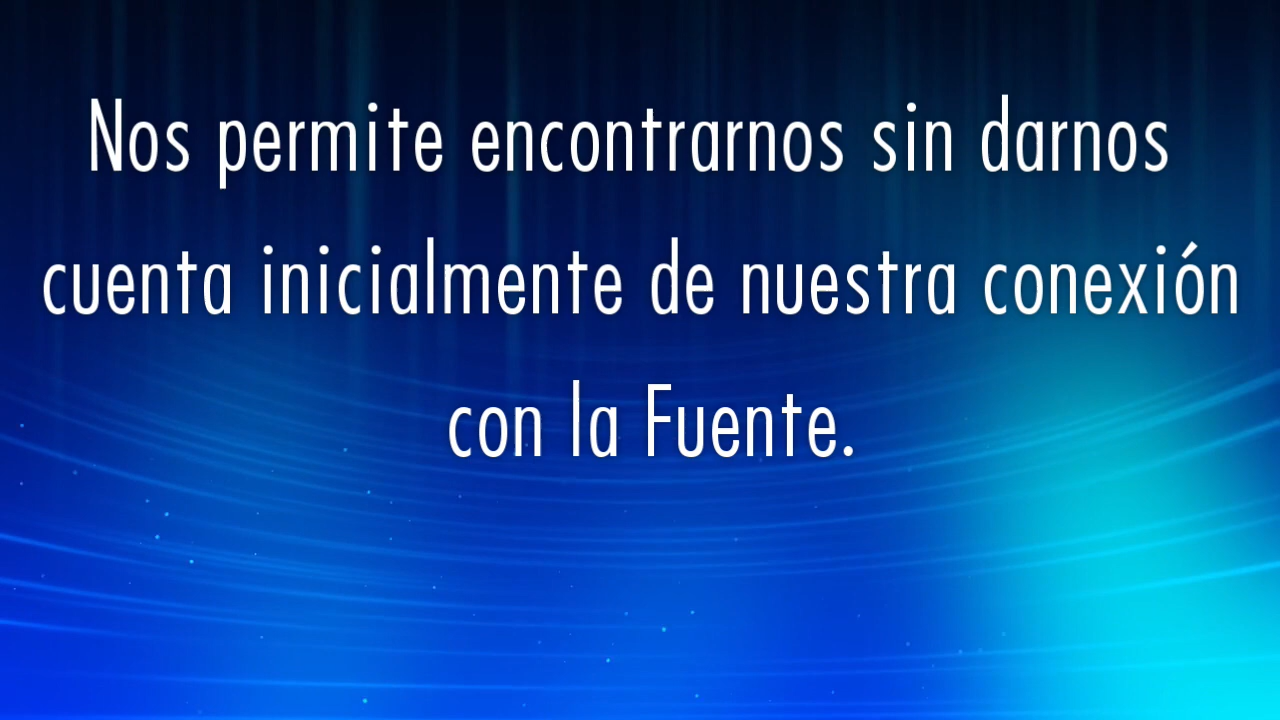 Nos permite encontrarnos sin darnos
cuenta inicialmente de nuestra conexión
con la Fuente.